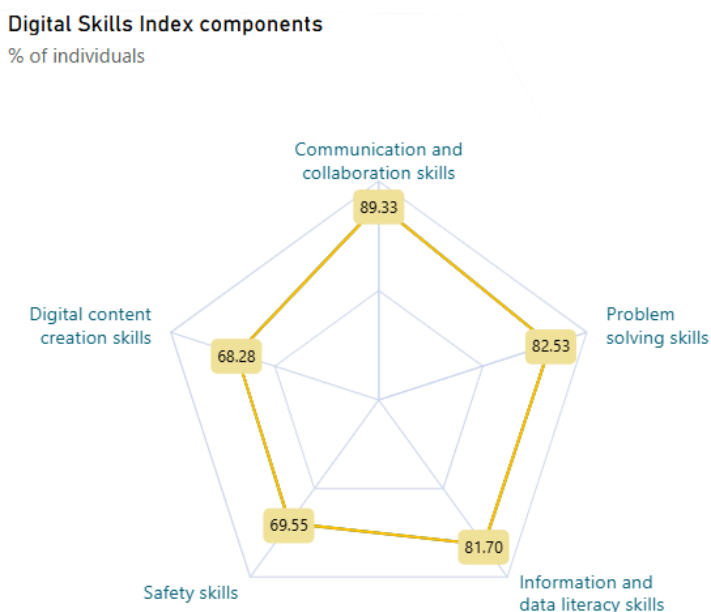 Digital Skills Index components
% of individuals
Communication and
collaboration skills
89.33
Digital content
creation skills
68.28
Problem
solving skills
82.53
69.55
81.70
Safety skills
Information and
data literacy skills